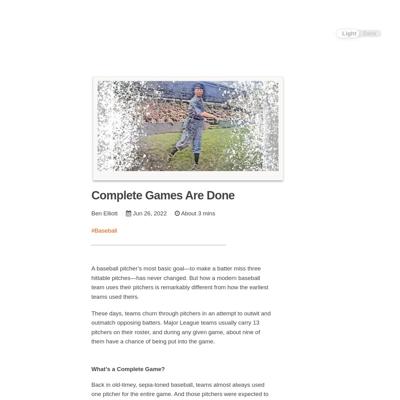 Light Dark
Complete Games Are Done
Ben Elliott Jun 26, 2022 About 3 mins
#Baseball
A baseball pitcher's most basic goal—to make a batter miss three
hittable pitches—has never changed. But how a modern baseball
team uses their pitchers is remarkably different from how the earliest
teams used theirs.
These days, teams churn through pitchers in an attempt to outwit and
outmatch opposing batters. Major League teams usually carry 13
pitchers on their roster, and during any given game, about nine of
them have a chance of being put into the game.
What's a Complete Game?
Back in old-timey, sepia-toned baseball, teams almost always used
one pitcher for the entire game. And those pitchers were expected to